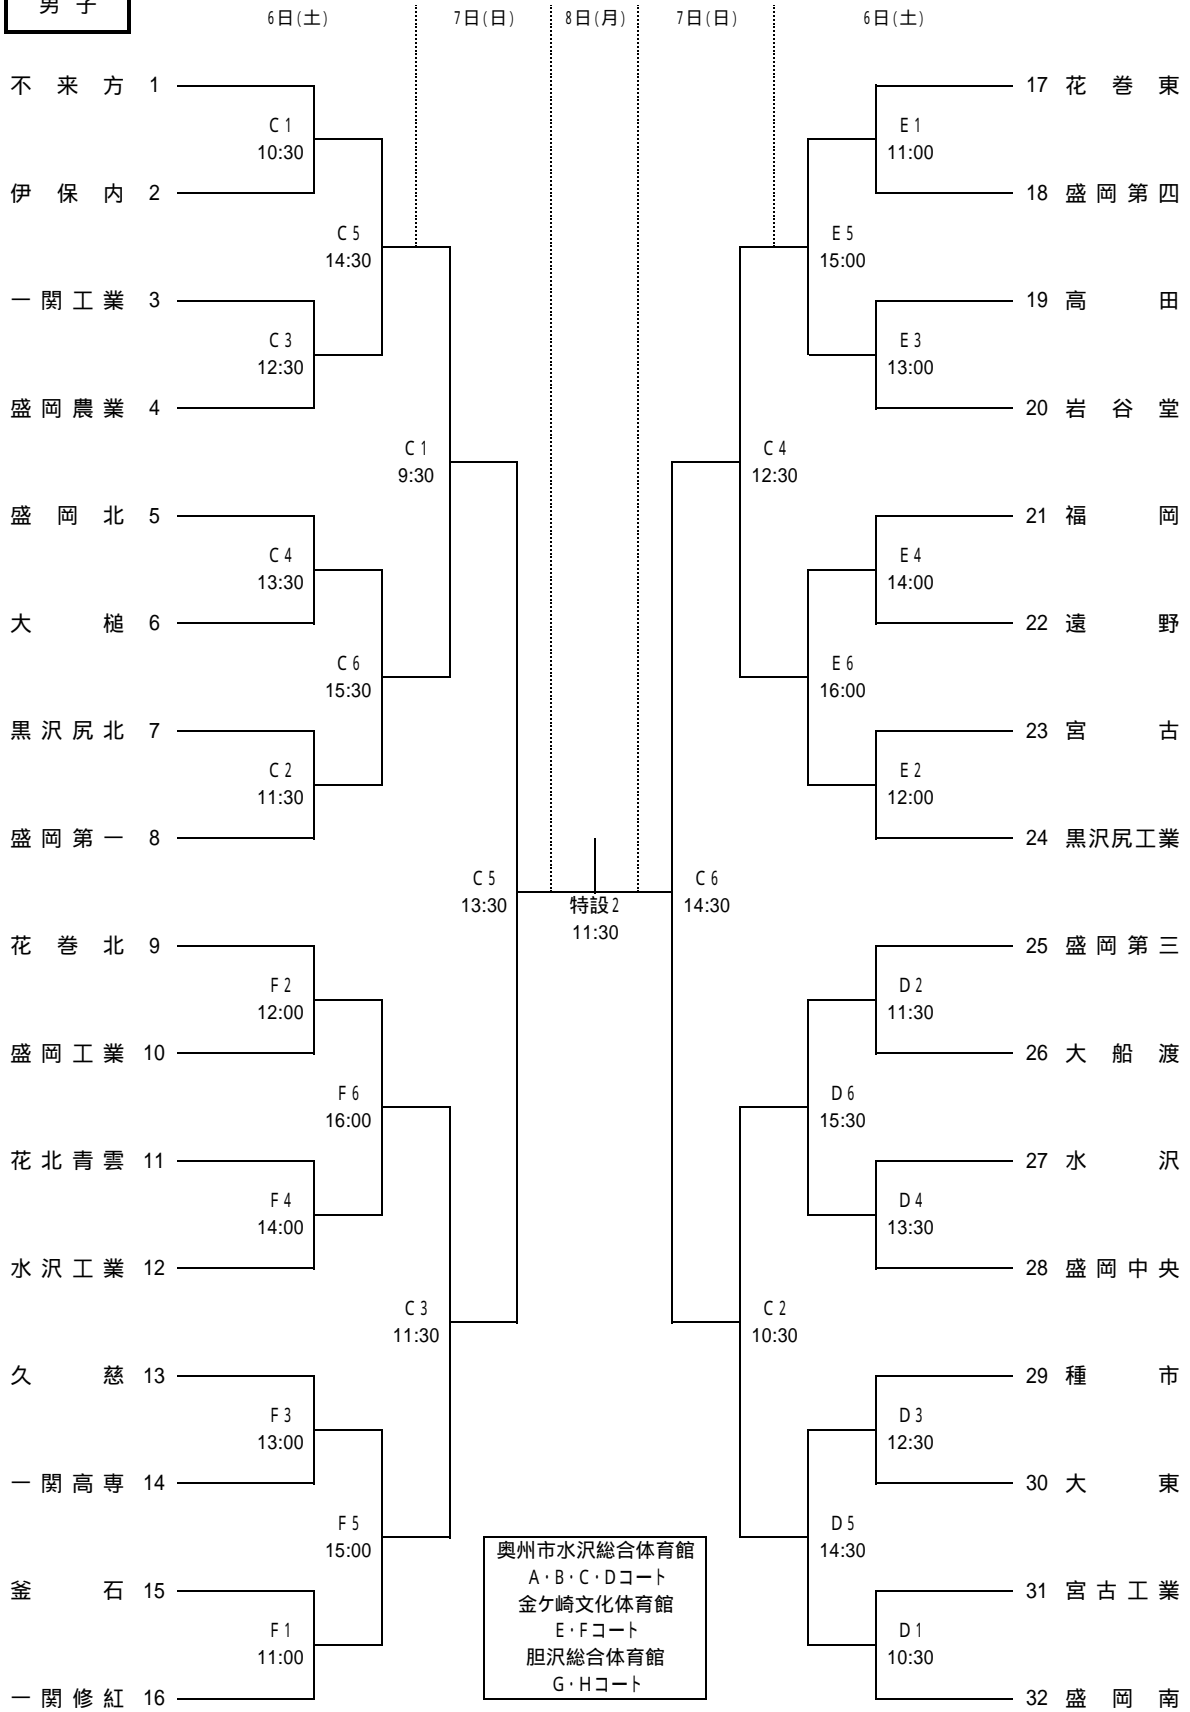 男子
6日(土) 7日(日) 8日(月) 7日(日) 6日(土)
不来方 1
C1
10:30
伊保内 2
C5
14:30
一関工業 3
C3
12:30
盛岡農業 4
C1
9:30
盛岡北 5
C4
13:30
大槌 6
C6
15:30
黒沢尻北 7
C2
11:30
盛岡第一 8
C5
13:30
花巻北 9
F2
12:00
盛岡工業 10
F6
16:00
花北青雲 11
F4
14:00
水沢工業 12
C3
11:30
久慈 13
F3
13:00
一関高専 14
F5
15:00
釜石 15
F1
11:00
一関修紅 16
特設2
11:30
17 花巻東
E1
11:00
18 盛岡第四
E5
15:00
19 高田
E3
13:00
20 岩谷堂
C4
12:30
21 福岡
E4
14:00
22 遠野
E6
16:00
23 宮古
E2
12:00
24 黒沢尻工業
C6
14:30
25 盛岡第三
D2
11:30
26 大船渡
D6
15:30
27 水沢
D4
13:30
28 盛岡中央
C2
10:30
29 種市
D3
12:30
30 大東
D5
14:30
31 宮古工業
D1
10:30
32 盛岡南
奥州市水沢総合体育館
A・B・C・Dコート
金ケ崎文化体育館
E・Fコート
胆沢総合体育館
G・Hコート